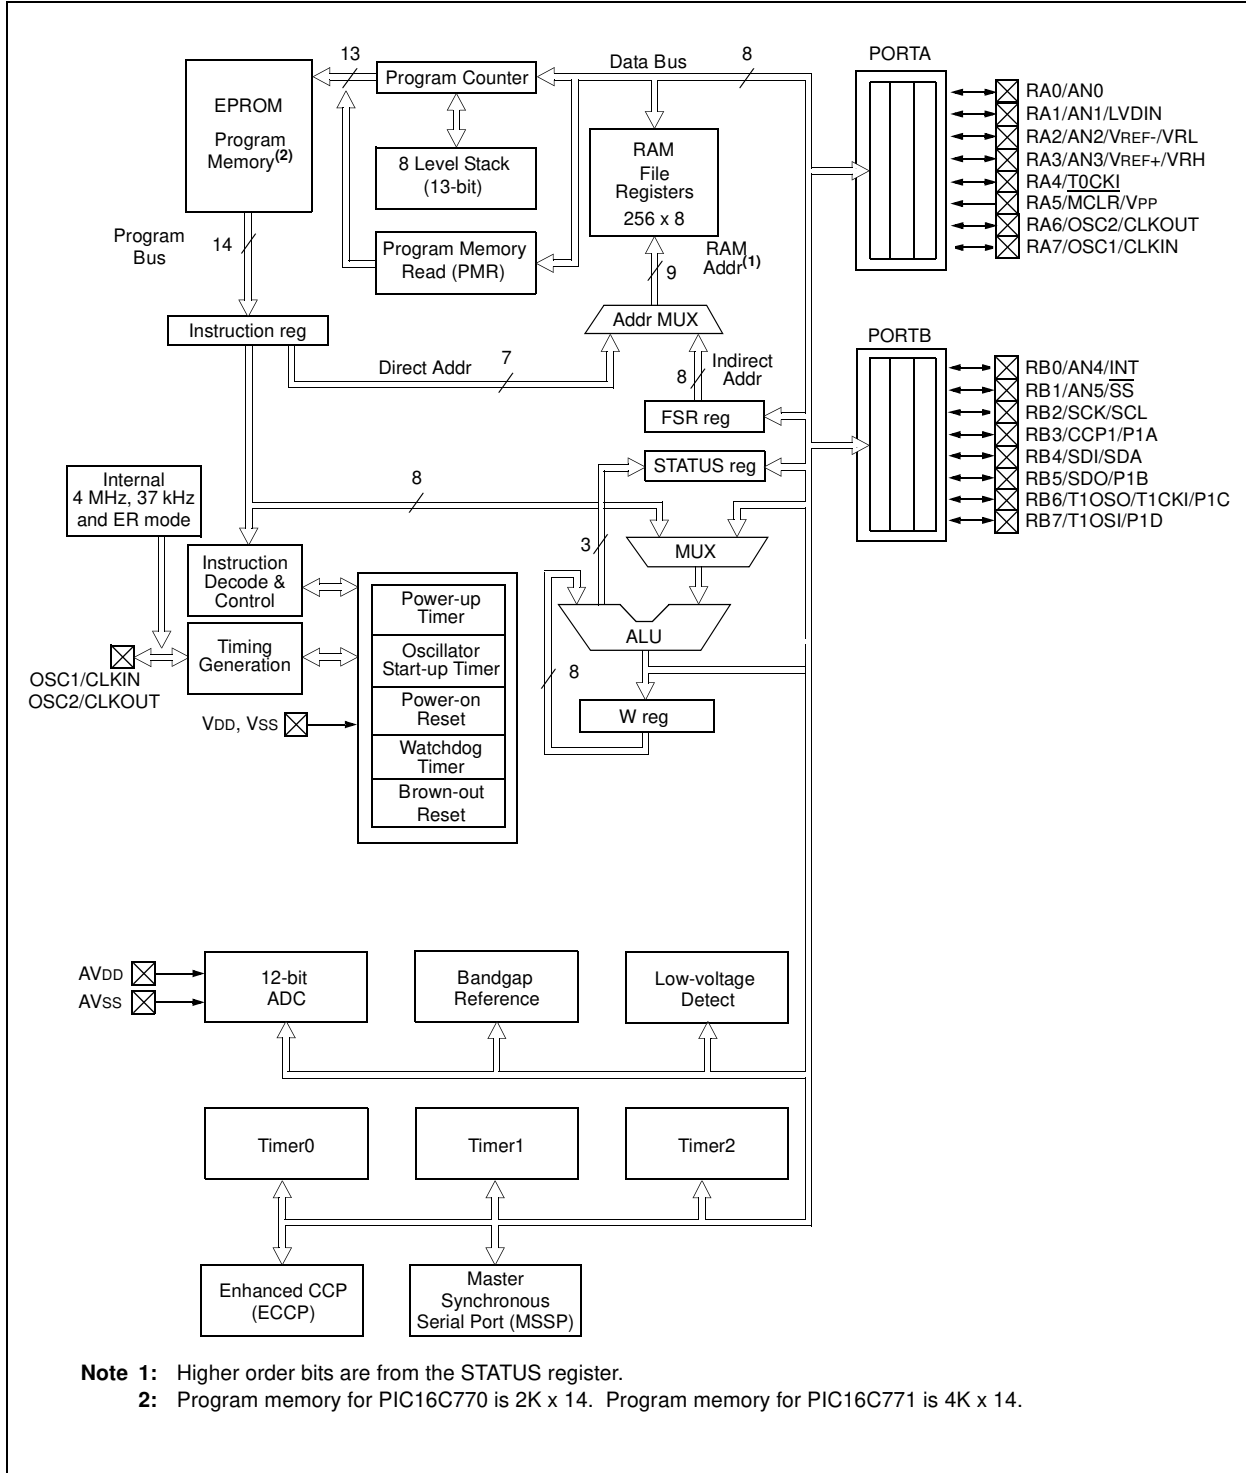 EPROM
Program
Memory(2)
13
Program Counter
8 Level Stack
(13-bit)
Program Memory
Read (PMR)
Data Bus
8
RAM
File
Registers
256 x 8
RAM
Addr(1)
9
Addr MUX
Program
Bus
14
Instruction reg
Direct Addr
7
8
Indirect
Addr
FSR reg
STATUS reg
8
3
MUX
ALU
8
W reg
Internal
4 MHz, 37 kHz
and ER mode
Instruction
Decode &
Control
Timing
Generation
OSC1/CLKIN
OSC2/CLKOUT
VDD, VSS
Power-up
Timer
Oscillator
Start-up Timer
Power-on
Reset
Watchdog
Timer
Brown-out
Reset
PORTA
RA0/AN0
RA1/AN1/LVDIN
RA2/AN2/VREF-/VRL
RA3/AN3/VREF+/VRH
RA4/T0CKI
RA5/MCLR/VPP
RA6/OSC2/CLKOUT
RA7/OSC1/CLKIN
PORTB
RB0/AN4/INT
RB1/AN5/SS
RB2/SCK/SCL
RB3/CCP1/P1A
RB4/SDI/SDA
RB5/SDO/P1B
RB6/T1OSO/T1CKI/P1C
RB7/T1OSI/P1D
AVDD
AVSS
12-bit
ADC
Bandgap
Reference
Low-voltage
Detect
Timer0
Timer1
Timer2
Enhanced CCP
(ECCP)
Master
Synchronous
Serial Port (MSSP)
Note 1: Higher order bits are from the STATUS register.
2: Program memory for PIC16C770 is 2K x 14. Program memory for PIC16C771 is 4K x 14.